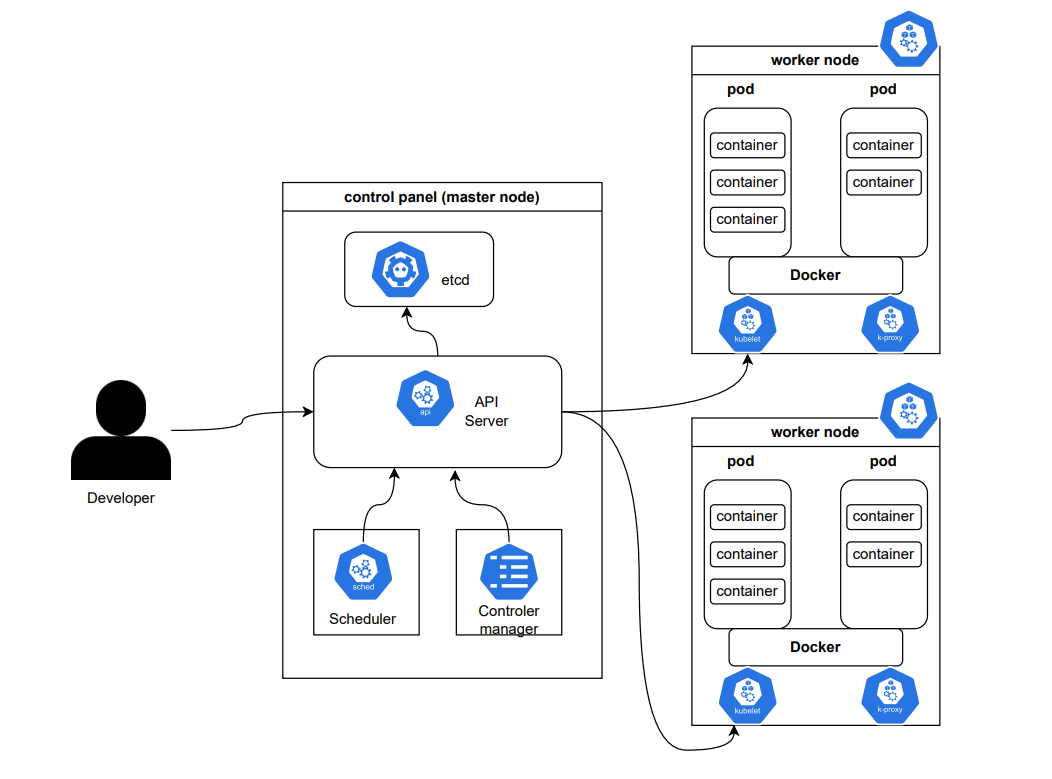 worker node
pod pod
container container
container container
container
Docker
kubelet k-proxy
control panel (master node)
etcd
api
API
Server
sched
Scheduler
Controler
manager
Developer
worker node
pod pod
container container
container container
container
Docker
kubelet k-proxy